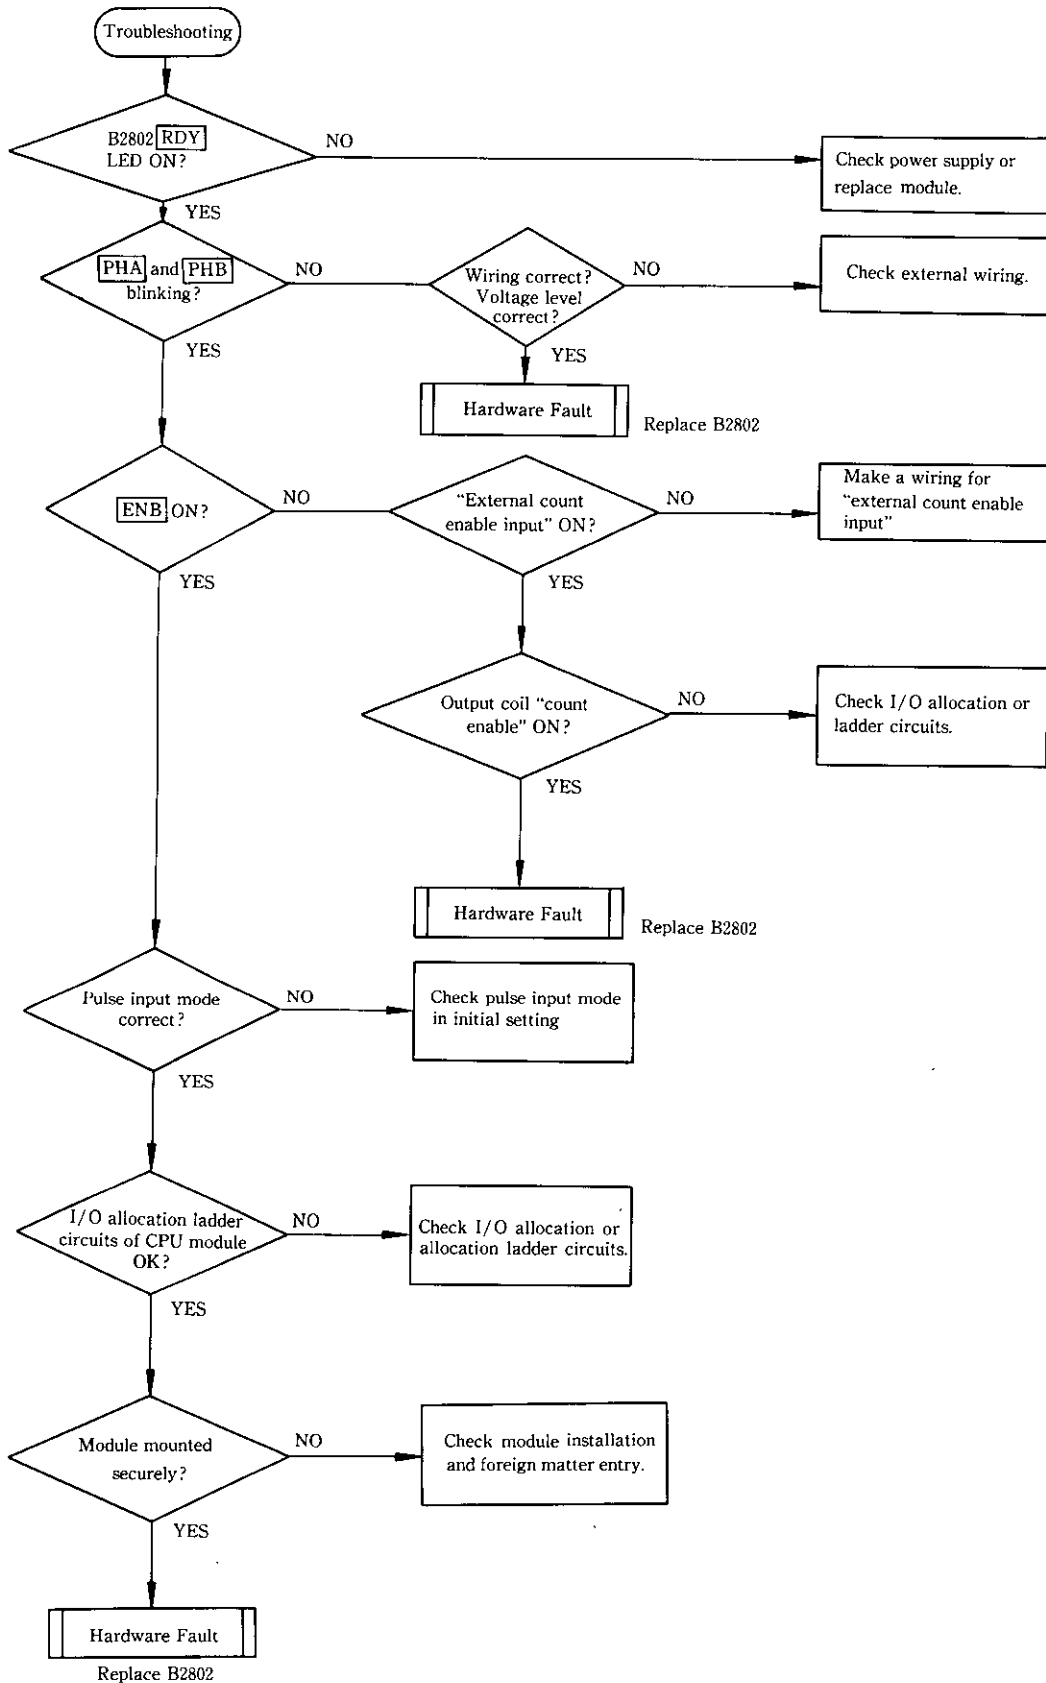 Troubleshooting
B2802 RDY
LED ON?
NO
Check power supply or
replace module.
YES
PHA and PHB
blinking?
NO
Wiring correct?
Voltage level
correct?
NO
Check external wiring.
YES
YES
Hardware Fault
Replace B2802
ENB ON?
NO
"External count
enable input" ON?
NO
Make a wiring for
"external count enable
input"
YES
YES
Output coil "count
enable" ON?
NO
Check I/O allocation or
ladder circuits.
YES
Hardware Fault
Replace B2802
Pulse input mode
correct?
NO
Check pulse input mode
in initial setting
YES
I/O allocation ladder
circuits of CPU module
OK?
NO
Check I/O allocation or
allocation ladder circuits.
YES
Module mounted
securely?
NO
Check module installation
and foreign matter entry.
YES
Hardware Fault
Replace B2802